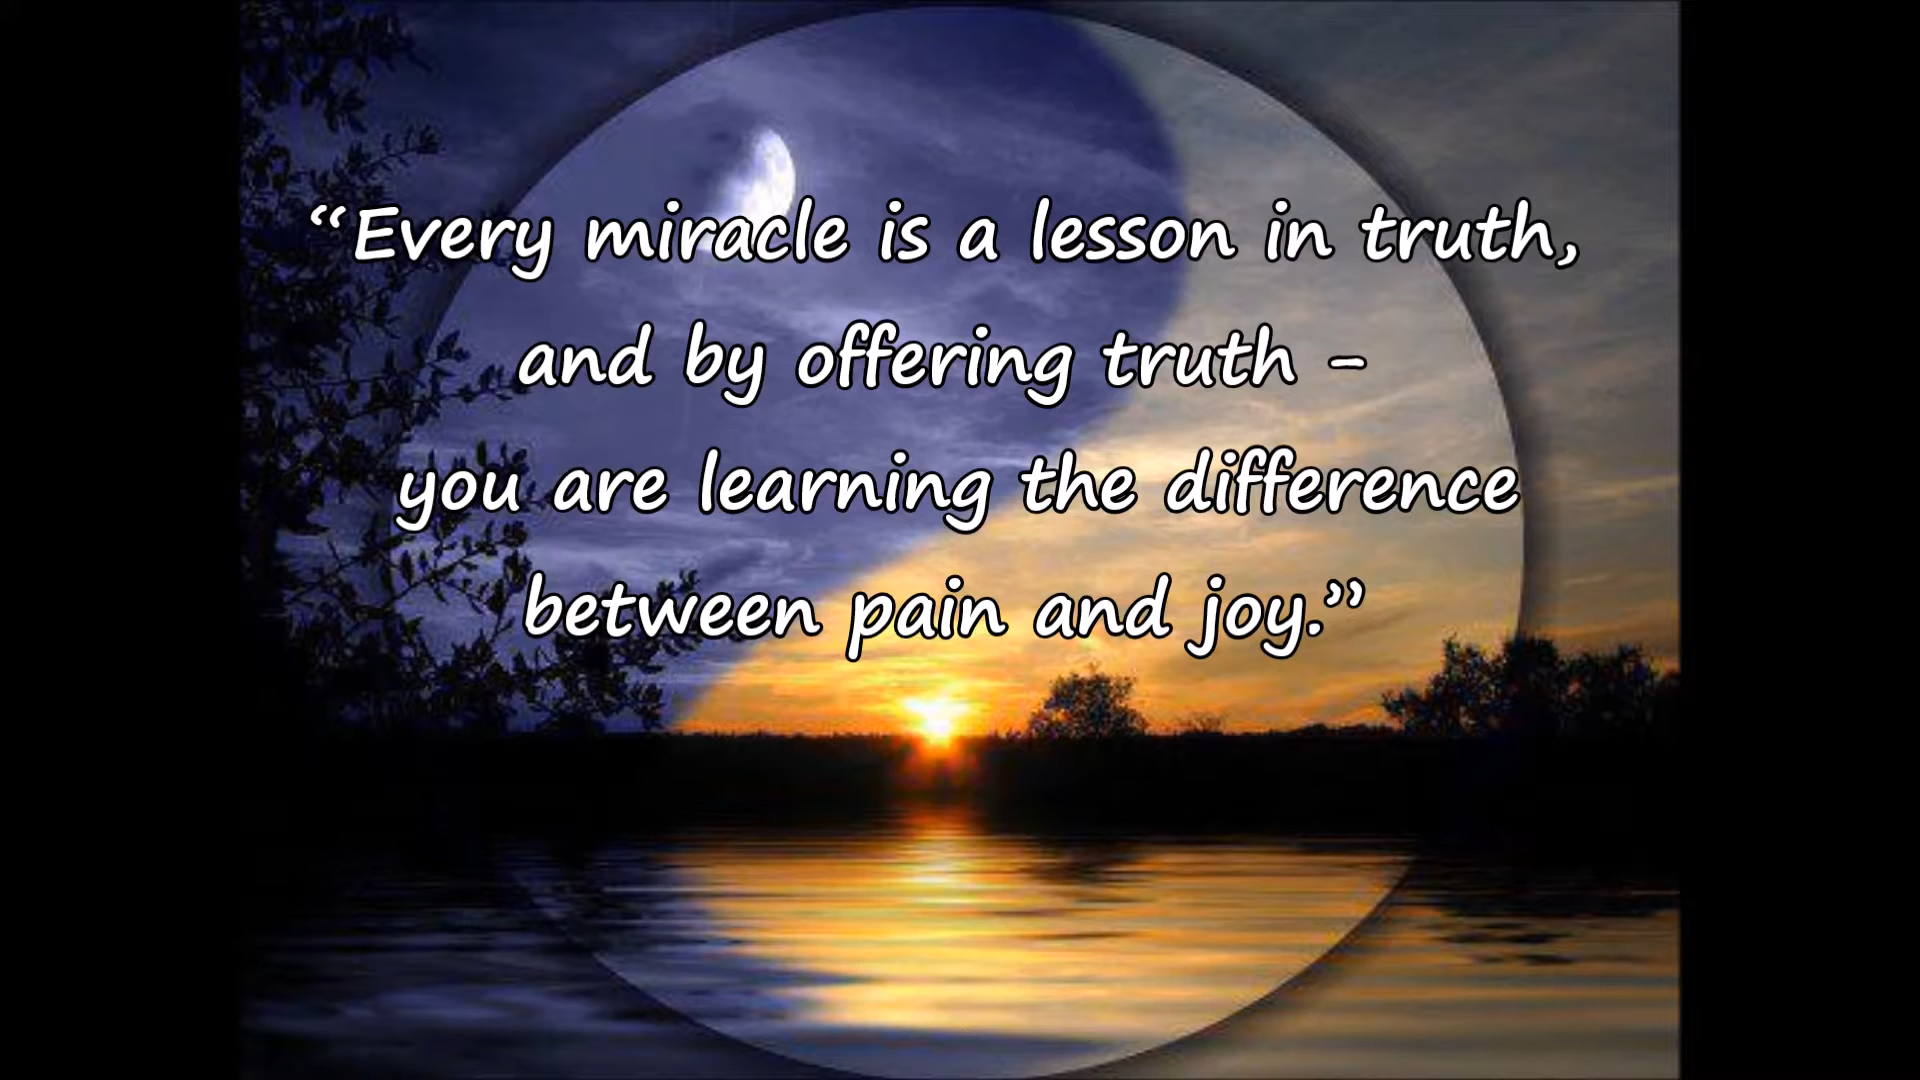 “Every miracle is a lesson in truth,
and by offering truth -
you are learning the difference
between pain and joy.”